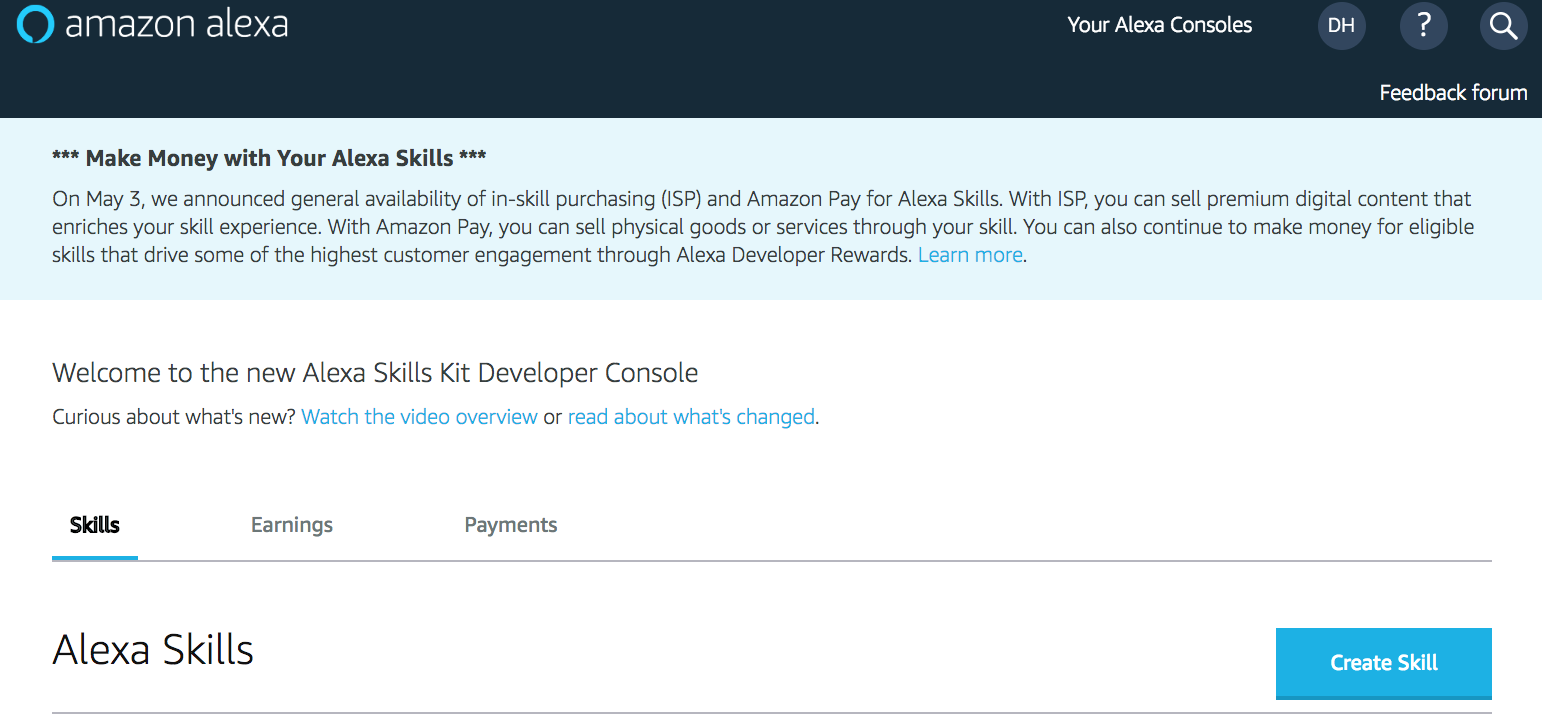 amazon alexa
Your Alexa Consoles
DH
?
Feedback forum
*** Make Money with Your Alexa Skills ***
On May 3, we announced general availability of in-skill purchasing (ISP) and Amazon Pay for Alexa Skills. With ISP, you can sell premium digital content that
enriches your skill experience. With Amazon Pay, you can sell physical goods or services through your skill. You can also continue to make money for eligible
skills that drive some of the highest customer engagement through Alexa Developer Rewards. Learn more.
Welcome to the new Alexa Skills Kit Developer Console
Curious about what's new? Watch the video overview or read about what's changed.
Skills
Earnings
Payments
Alexa Skills
Create Skill